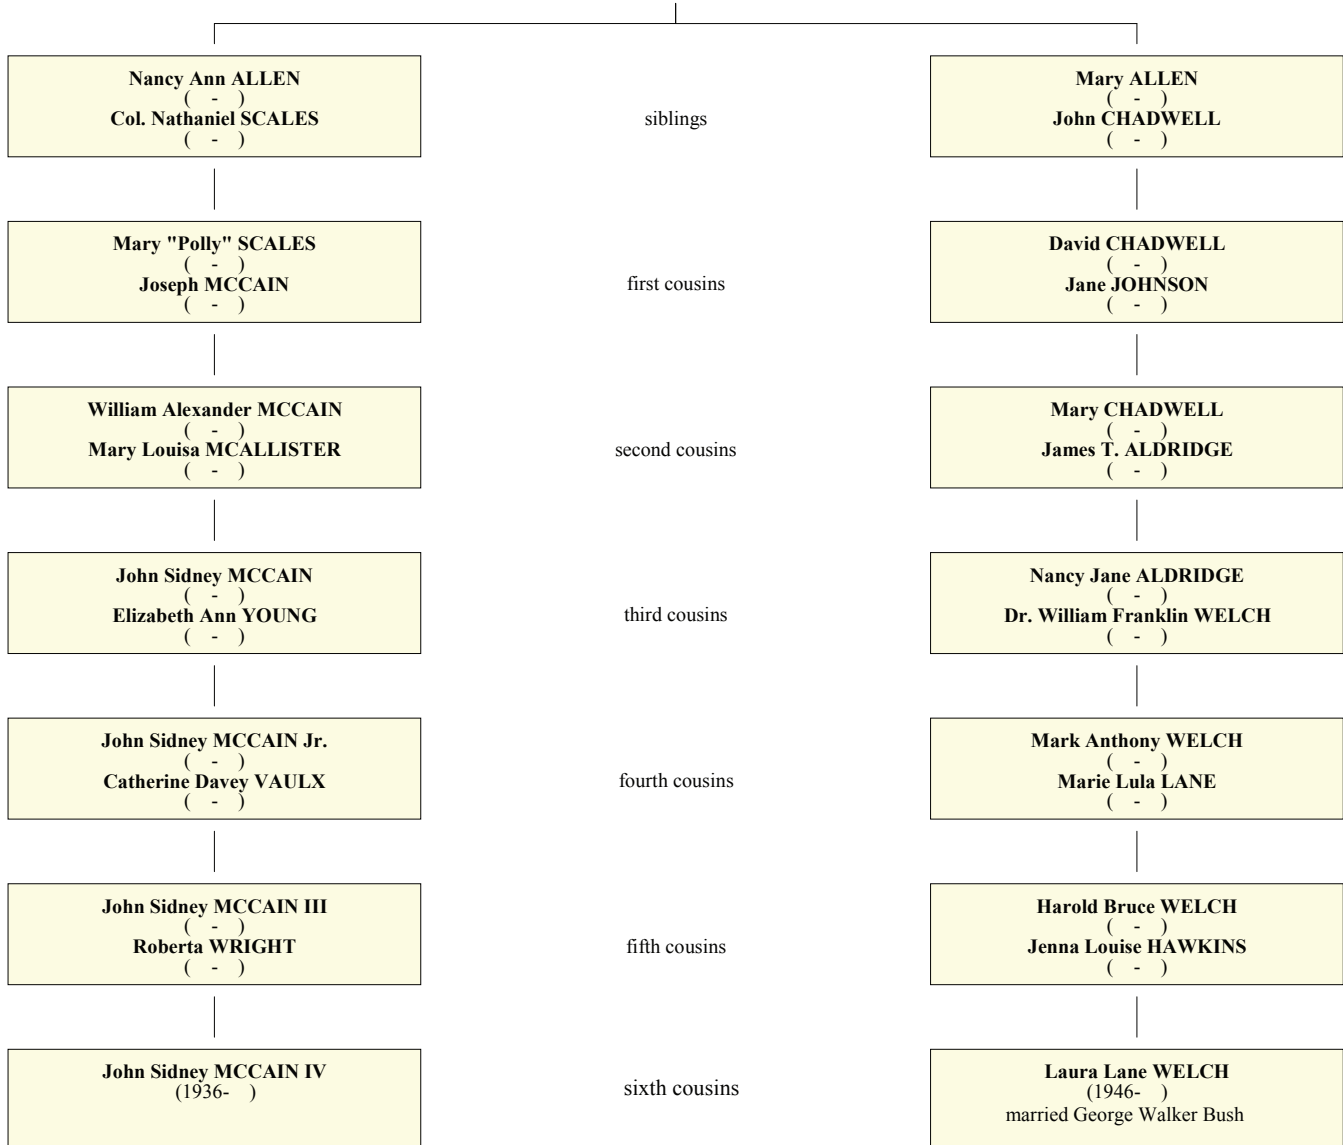 Nancy Ann ALLEN
( - )
Col. Nathaniel SCALES
( - )
siblings
Mary ALLEN
( - )
John CHADWELL
( - )
Mary "Polly" SCALES
( - )
Joseph MCCAIN
( - )
first cousins
David CHADWELL
( - )
Jane JOHNSON
( - )
William Alexander MCCAIN
( - )
Mary Louisa MCALLISTER
( - )
second cousins
Mary CHADWELL
( - )
James T. ALDRIDGE
( - )
John Sidney MCCAIN
( - )
Elizabeth Ann YOUNG
( - )
third cousins
Nancy Jane ALDRIDGE
( - )
Dr. William Franklin WELCH
( - )
John Sidney MCCAIN Jr.
( - )
Catherine Davey VAULX
( - )
fourth cousins
Mark Anthony WELCH
( - )
Marie Lula LANE
( - )
John Sidney MCCAIN III
( - )
Roberta WRIGHT
( - )
fifth cousins
Harold Bruce WELCH
( - )
Jenna Louise HAWKINS
( - )
John Sidney MCCAIN IV
(1936- )
sixth cousins
Laura Lane WELCH
(1946- )
married George Walker Bush